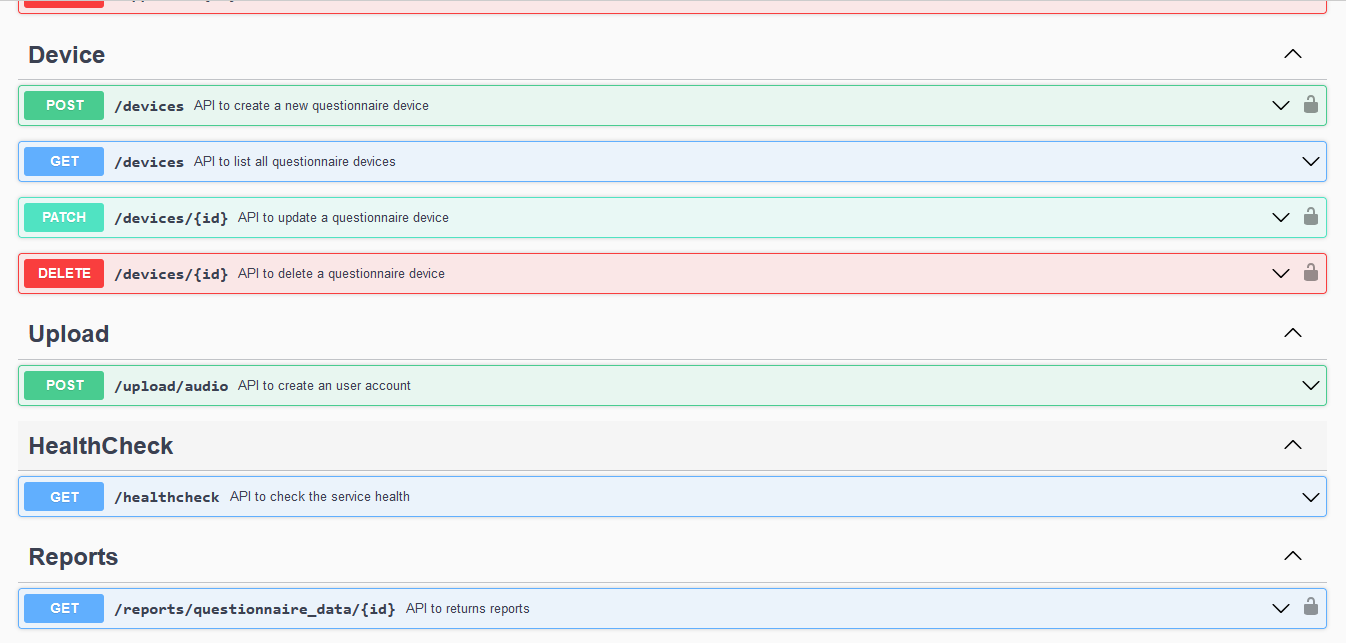 Device
POST /devices API to create a new questionnaire device
GET /devices API to list all questionnaire devices
PATCH /devices/{id} API to update a questionnaire device
DELETE /devices/{id} API to delete a questionnaire device
Upload
POST /upload/audio API to create an user account
HealthCheck
GET /healthcheck API to check the service health
Reports
GET /reports/questionnaire_data/{id} API to returns reports